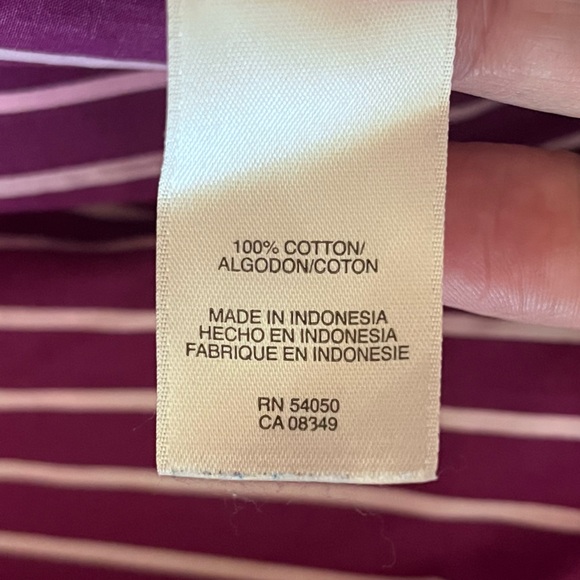 100% COTTON/
ALGODON/COTON
MADE IN INDONESIA
HECHO EN INDONESIA
FABRIQUE EN INDONESIE
RN 54050
CA 08349